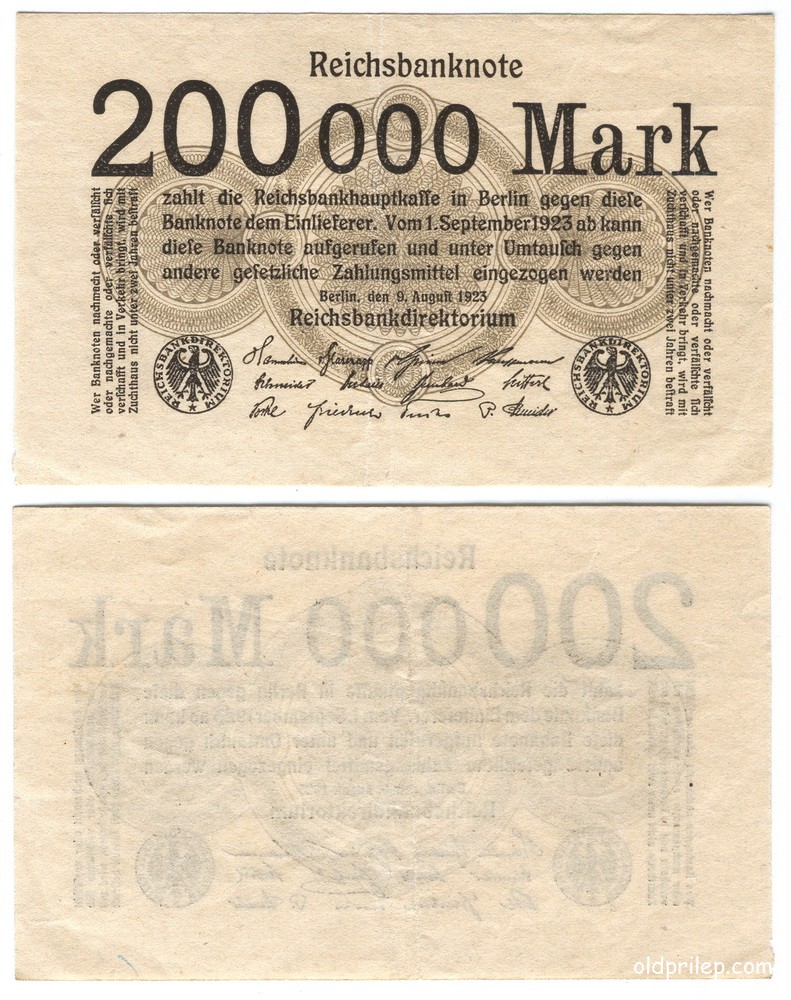 Reichsbanknote
200000 Mark
zahlt die Reichsbankhauptkaſſe in Berlin gegen dieſe
Banknote dem Einlieferer. Vom 1. September 1923 ab kann
dieſe Banknote aufgerufen und unter Umtauſch gegen
andere geſetzliche Zahlungsmittel eingezogen werden
Berlin, den 9. Auguſt 1923
Reichsbankdirektorium
Wer Banknoten nachmacht oder verfälſcht
oder nachgemachte oder verfälſchte ſich
verſchafft und in Verkehr bringt, wird mit
Zuchthaus nicht unter zwei Jahren beſtraft
Wer Banknoten nachmacht oder verfälſcht
oder nachgemachte oder verfälſchte ſich
verſchafft und in Verkehr bringt, wird mit
Zuchthaus nicht unter zwei Jahren beſtraft
REICHSBANKDIREKTORIUM
REICHSBANKDIREKTORIUM
Schneider
Friedrich
P. Schneider
oldprilep.com